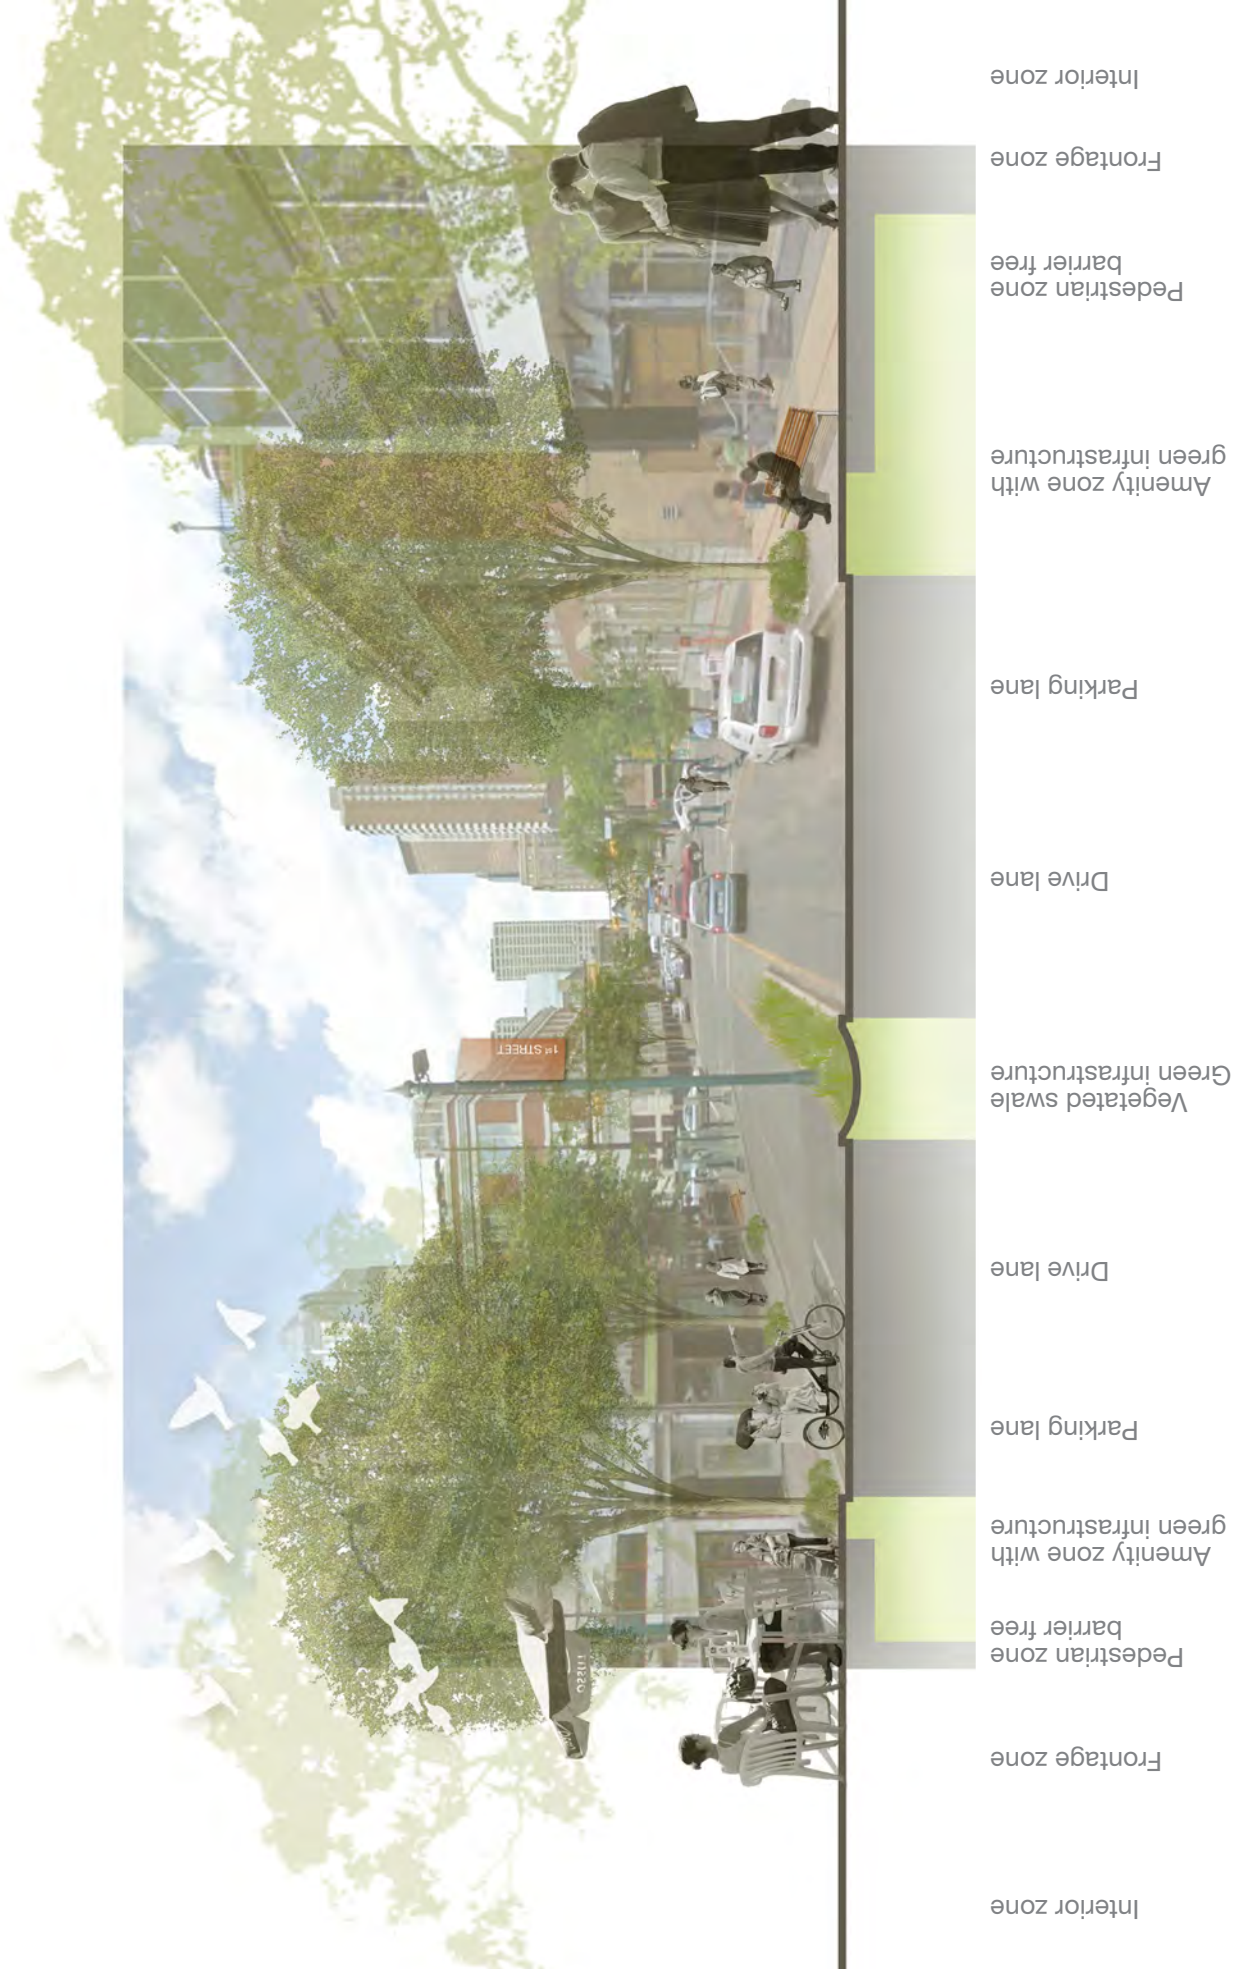 Interior zone
Frontage zone
Pedestrian zone
barrier free
Amenity zone with
green infrastructure
Parking lane
Drive lane
Vegetated swale
Green infrastructure
Drive lane
Parking lane
Amenity zone with
green infrastructure
Pedestrian zone
barrier free
Frontage zone
Interior zone
1st STREET